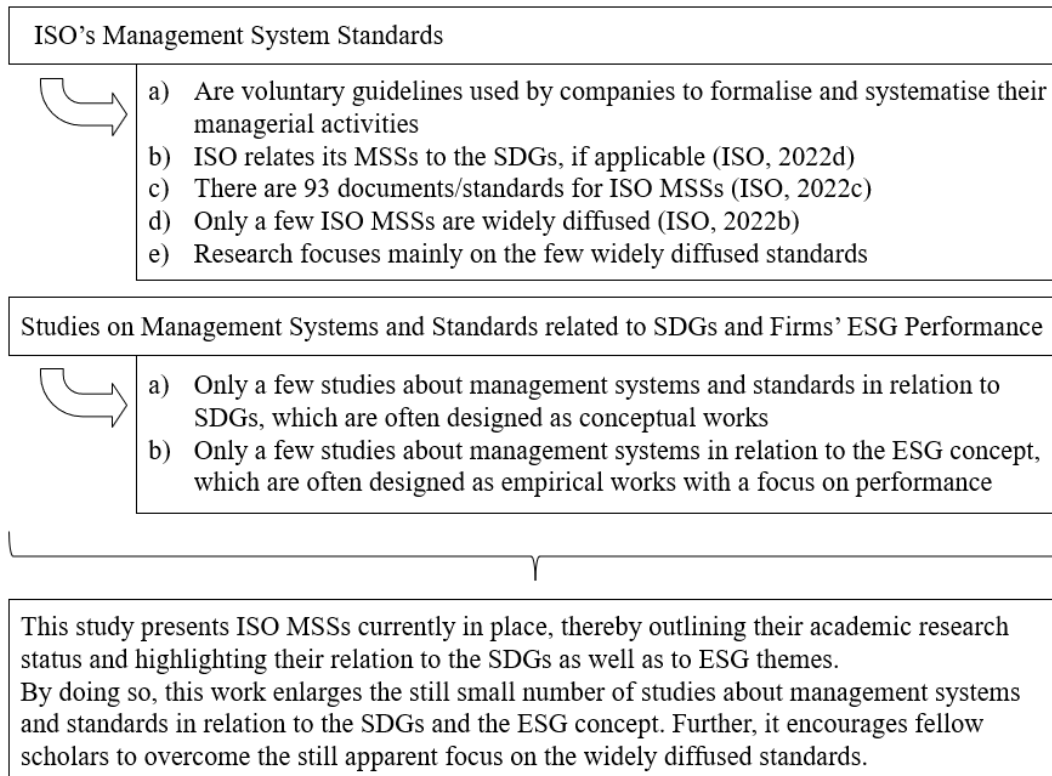 ISO’s Management System Standards
a) Are voluntary guidelines used by companies to formalise and systematise their
managerial activities
b) ISO relates its MSSs to the SDGs, if applicable (ISO, 2022d)
c) There are 93 documents/standards for ISO MSSs (ISO, 2022c)
d) Only a few ISO MSSs are widely diffused (ISO, 2022b)
e) Research focuses mainly on the few widely diffused standards
Studies on Management Systems and Standards related to SDGs and Firms’ ESG Performance
a) Only a few studies about management systems and standards in relation to
SDGs, which are often designed as conceptual works
b) Only a few studies about management systems in relation to the ESG concept,
which are often designed as empirical works with a focus on performance
This study presents ISO MSSs currently in place, thereby outlining their academic research
status and highlighting their relation to the SDGs as well as to ESG themes.
By doing so, this work enlarges the still small number of studies about management systems
and standards in relation to the SDGs and the ESG concept. Further, it encourages fellow
scholars to overcome the still apparent focus on the widely diffused standards.